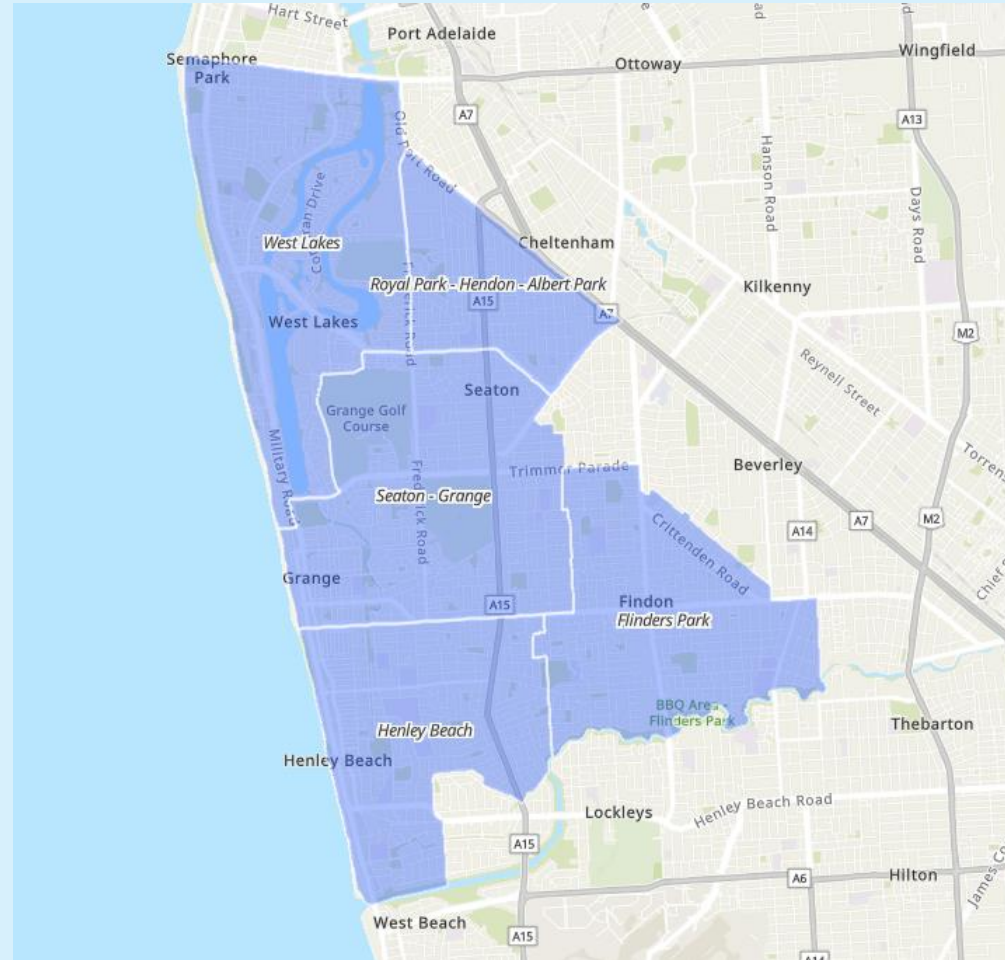 Hart Street
Port Adelaide
Semaphore
Park
Ottoway
Wingfield
A7
A13
Old Port Road
Hanson Road
Days Road
Cheltenham
West Lakes
Royal Park - Hendon - Albert Park
Kilkenny
A15
A7
West Lakes
Frederick Road
M2
Reynell Street
Seaton
Grange Golf
Course
Military Road
Trimmer Parade
Beverley
Seaton - Grange
Frederick Road
Crittenden Road
A14
A7
M2
Grange
A15
Findon
Flinders Park
BBQ Area -
Flinders Park
Thebarton
Henley Beach
Henley Beach
Lockleys
Henley Beach Road
A15
A6
Hilton
West Beach
A15
A14